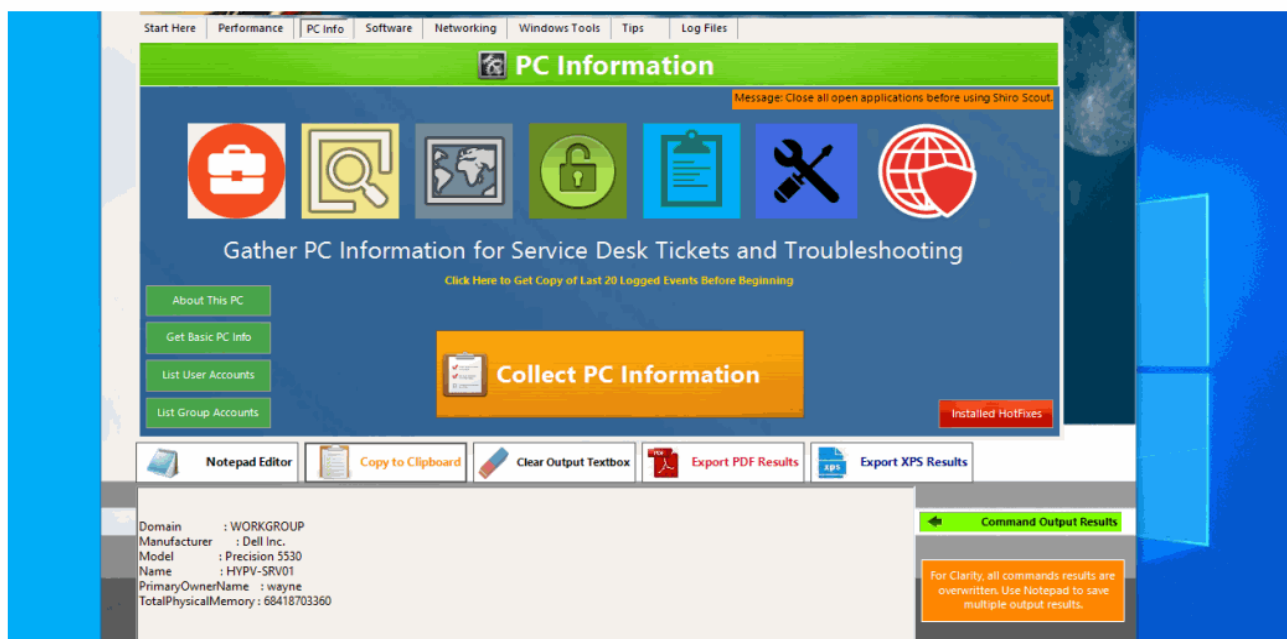 Start Here
Performance
PC Info
Software
Networking
Windows Tools
Tips
Log Files
PC Information
Message: Close all open applications before using Shiro Scout.
Gather PC Information for Service Desk Tickets and Troubleshooting
Click Here to Get Copy of Last 20 Logged Events Before Beginning
About This PC
Get Basic PC Info
List User Accounts
List Group Accounts
Collect PC Information
Installed HotFixes
Notepad Editor
Copy to Clipboard
Clear Output Textbox
PDF
Export PDF Results
xps
Export XPS Results
Domain : WORKGROUP
Manufacturer : Dell Inc.
Model : Precision 5530
Name : HYPV-SRV01
PrimaryOwnerName : wayne
TotalPhysicalMemory : 68418703360
Command Output Results
For Clarity, all commands results are
overwritten. Use Notepad to save
multiple output results.